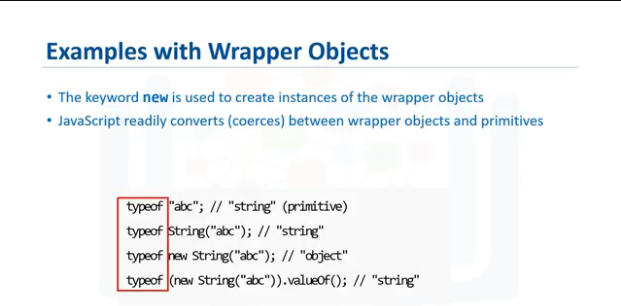 Examples with Wrapper Objects
• The keyword new is used to create instances of the wrapper objects
• JavaScript readily converts (coerces) between wrapper objects and primitives
typeof "abc"; // "string" (primitive)
typeof String("abc"); // "string"
typeof new String("abc"); // "object"
typeof (new String("abc")).valueOf(); // "string"